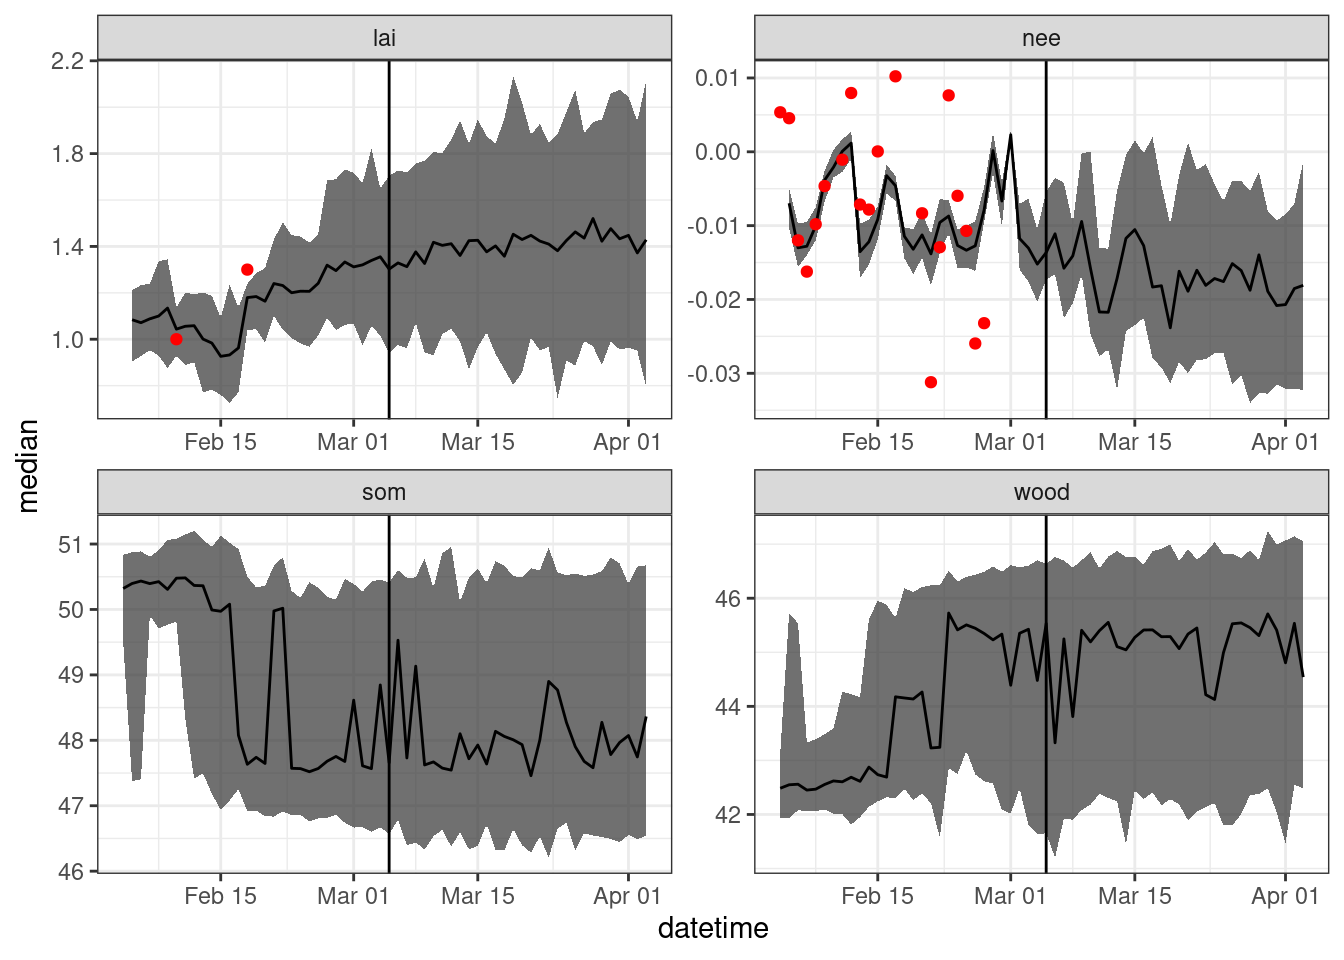 lai
nee
2.2
1.8
1.4
1.0
0.01
0.00
-0.01
-0.02
-0.03
Feb 15 Mar 01 Mar 15 Apr 01
Feb 15 Mar 01 Mar 15 Apr 01
median
som
wood
51
50
49
48
47
46
46
44
42
Feb 15 Mar 01 Mar 15 Apr 01
Feb 15 Mar 01 Mar 15 Apr 01
datetime